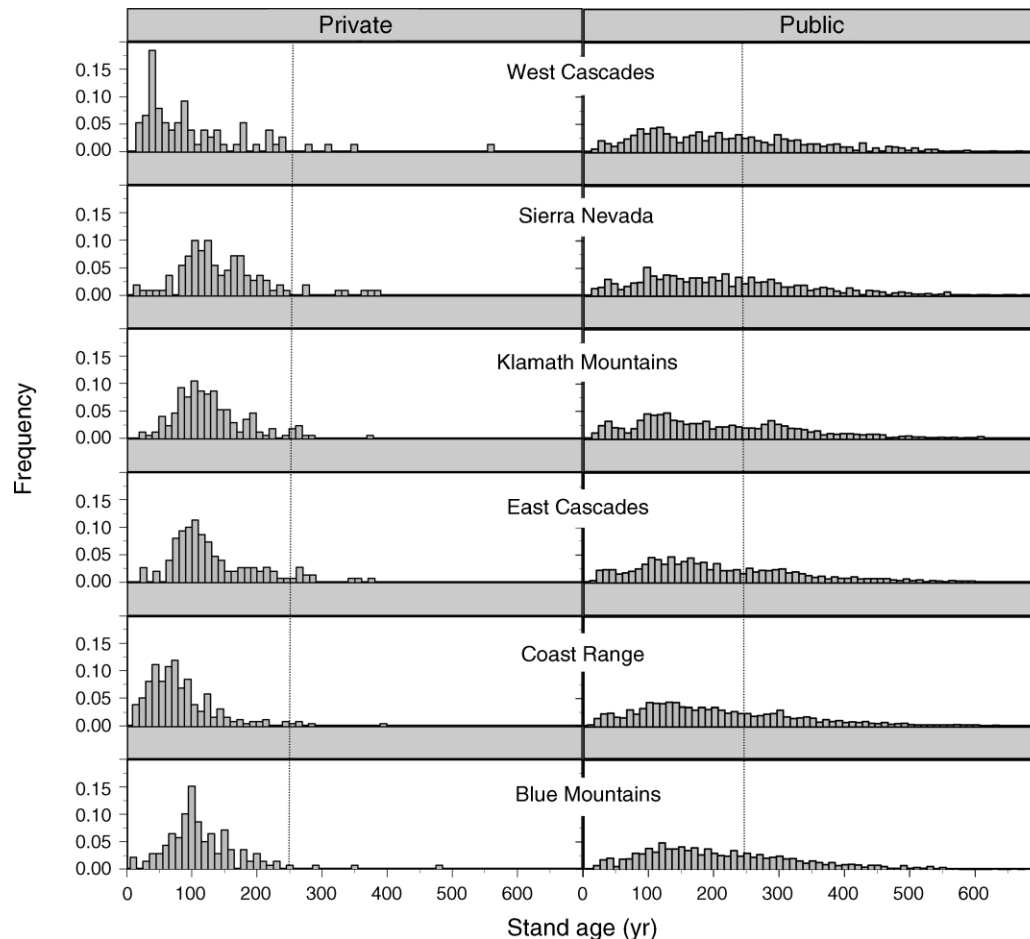 Private Public
West Cascades
0.15
0.10
0.05
0.00
Sierra Nevada
0.15
0.10
0.05
0.00
Klamath Mountains
0.15
0.10
0.05
0.00
East Cascades
0.15
0.10
0.05
0.00
Coast Range
0.15
0.10
0.05
0.00
Blue Mountains
0.15
0.10
0.05
0.00
Frequency
0 100 200 300 400 500 600 0 100 200 300 400 500 600
Stand age (yr)